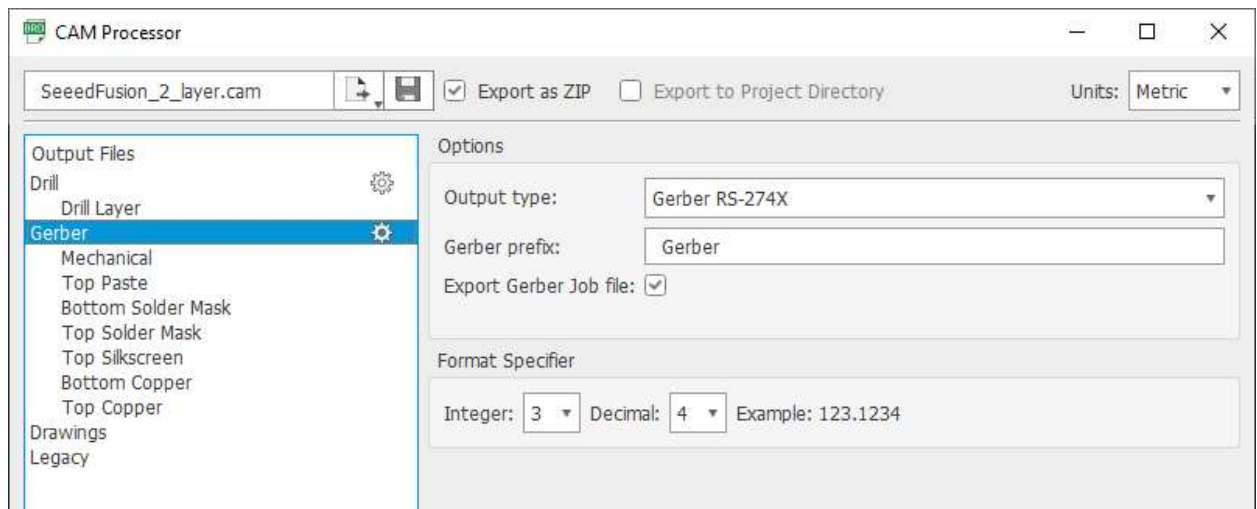 BRD CAM Processor
SeeedFusion_2_layer.cam Export as ZIP Export to Project Directory Units: Metric
Output Files
Drill
Drill Layer
Gerber
Mechanical
Top Paste
Bottom Solder Mask
Top Solder Mask
Top Silkscreen
Bottom Copper
Top Copper
Drawings
Legacy
Options
Output type: Gerber RS-274X
Gerber prefix: Gerber
Export Gerber Job file:
Format Specifier
Integer: 3 Decimal: 4 Example: 123.1234